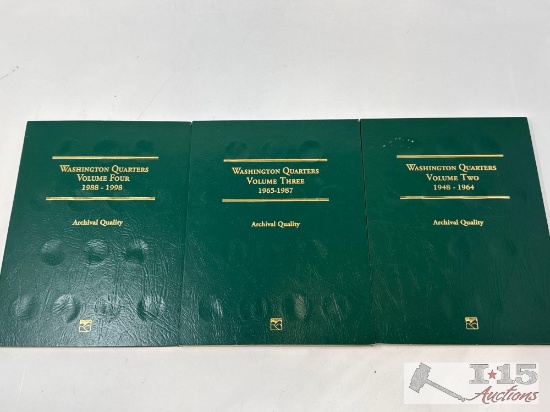 WASHINGTON QUARTERS
VOLUME FOUR
1988 - 1998
Archival Quality
WASHINGTON QUARTERS
VOLUME THREE
1965-1987
Archival Quality
WASHINGTON QUARTERS
VOLUME TWO
1948 - 1964
Archival Quality
I★15
Auctions